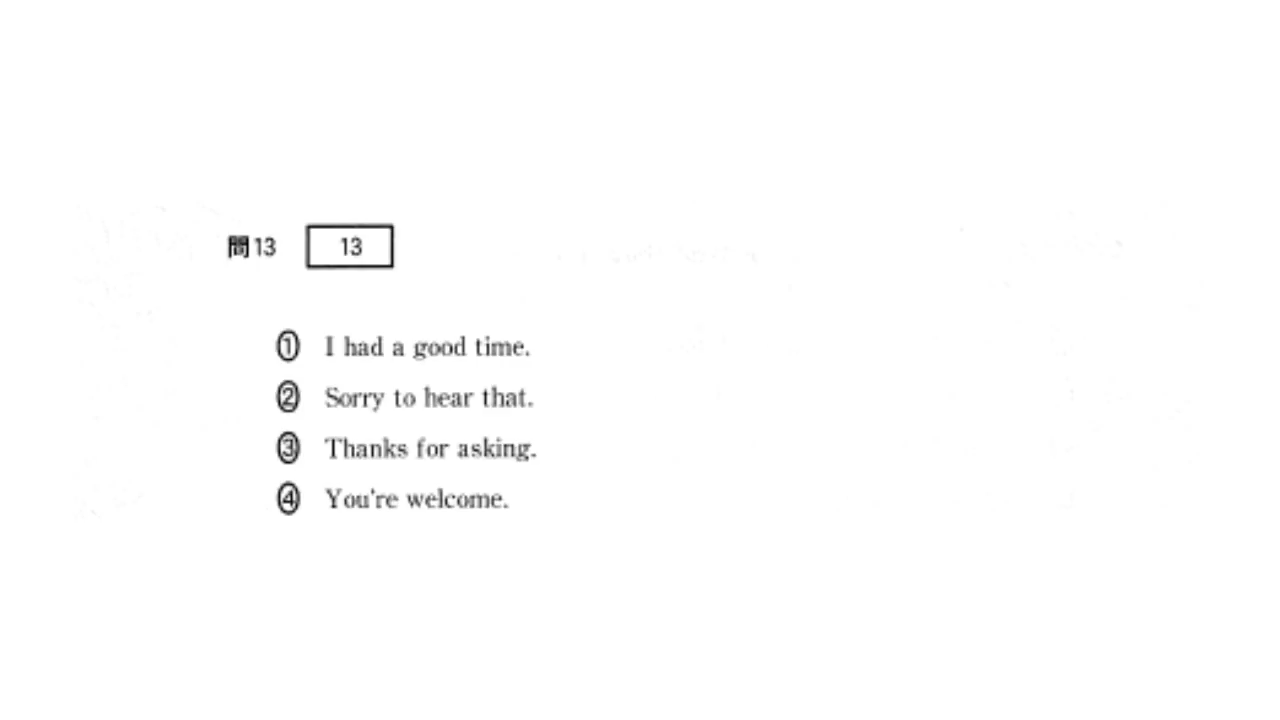 問13 13
① I had a good time.
② Sorry to hear that.
③ Thanks for asking.
④ You're welcome.